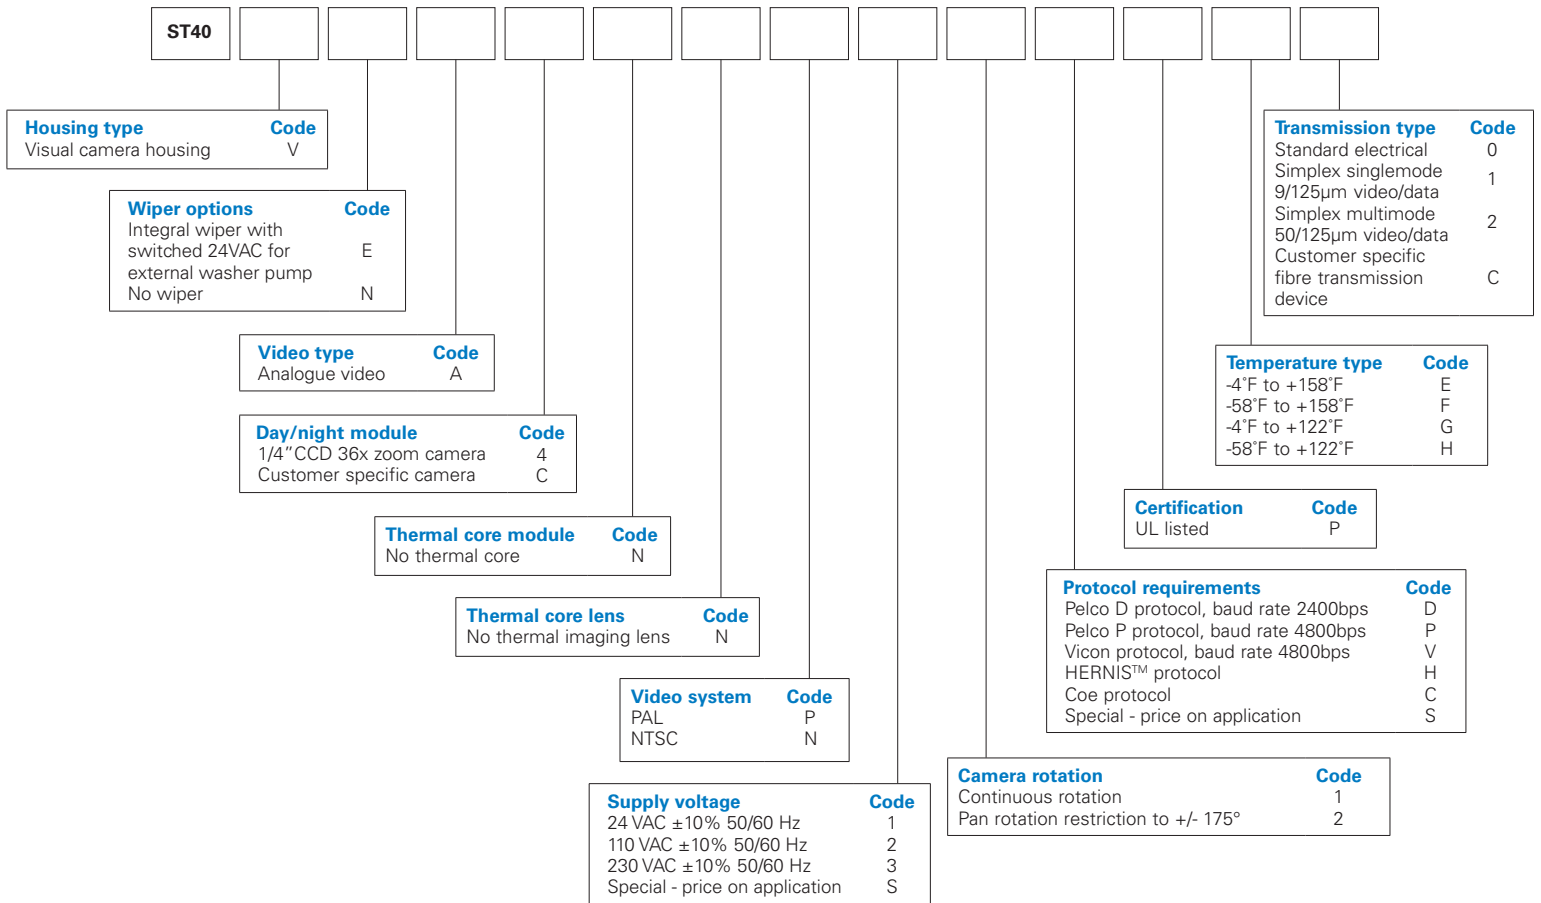 ST40
Housing type Code
Visual camera housing V
Wiper options Code
Integral wiper with
switched 24VAC for E
external washer pump
No wiper N
Video type Code
Analogue video A
Day/night module Code
1/4”CCD 36x zoom camera 4
Customer specific camera C
Thermal core module Code
No thermal core N
Thermal core lens Code
No thermal imaging lens N
Video system Code
PAL P
NTSC N
Supply voltage Code
24 VAC ±10% 50/60 Hz 1
110 VAC ±10% 50/60 Hz 2
230 VAC ±10% 50/60 Hz 3
Special - price on application S
Camera rotation Code
Continuous rotation 1
Pan rotation restriction to +/- 175° 2
Protocol requirements Code
Pelco D protocol, baud rate 2400bps D
Pelco P protocol, baud rate 4800bps P
Vicon protocol, baud rate 4800bps V
HERNIS™ protocol H
Coe protocol C
Special - price on application S
Certification Code
UL listed P
Temperature type Code
-4˚F to +158˚F E
-58˚F to +158˚F F
-4˚F to +122˚F G
-58˚F to +122˚F H
Transmission type Code
Standard electrical 0
Simplex singlemode
9/125µm video/data 1
Simplex multimode
50/125µm video/data 2
Customer specific
fibre transmission C
device